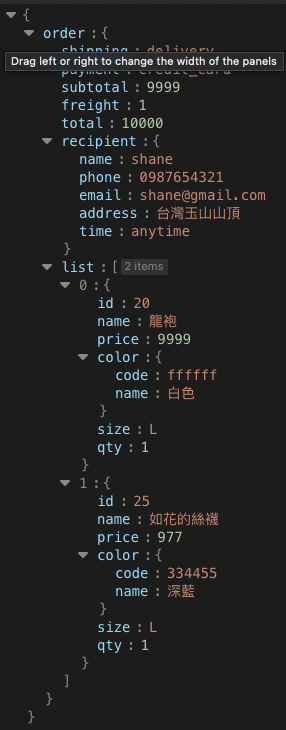 {
order : {
shipping : delivery
Drag left or right to change the width of the panels
payment : credit_card
subtotal : 9999
freight : 1
total : 10000
recipient : {
name : shane
phone : 0987654321
email : shane@gmail.com
address : 台灣玉山山頂
time : anytime
}
list : [ 2 items
0 : {
id : 20
name : 龍袍
price : 9999
color : {
code : ffffff
name : 白色
}
size : L
qty : 1
}
1 : {
id : 25
name : 如花的絲襪
price : 977
color : {
code : 334455
name : 深藍
}
size : L
qty : 1
}
]
}
}